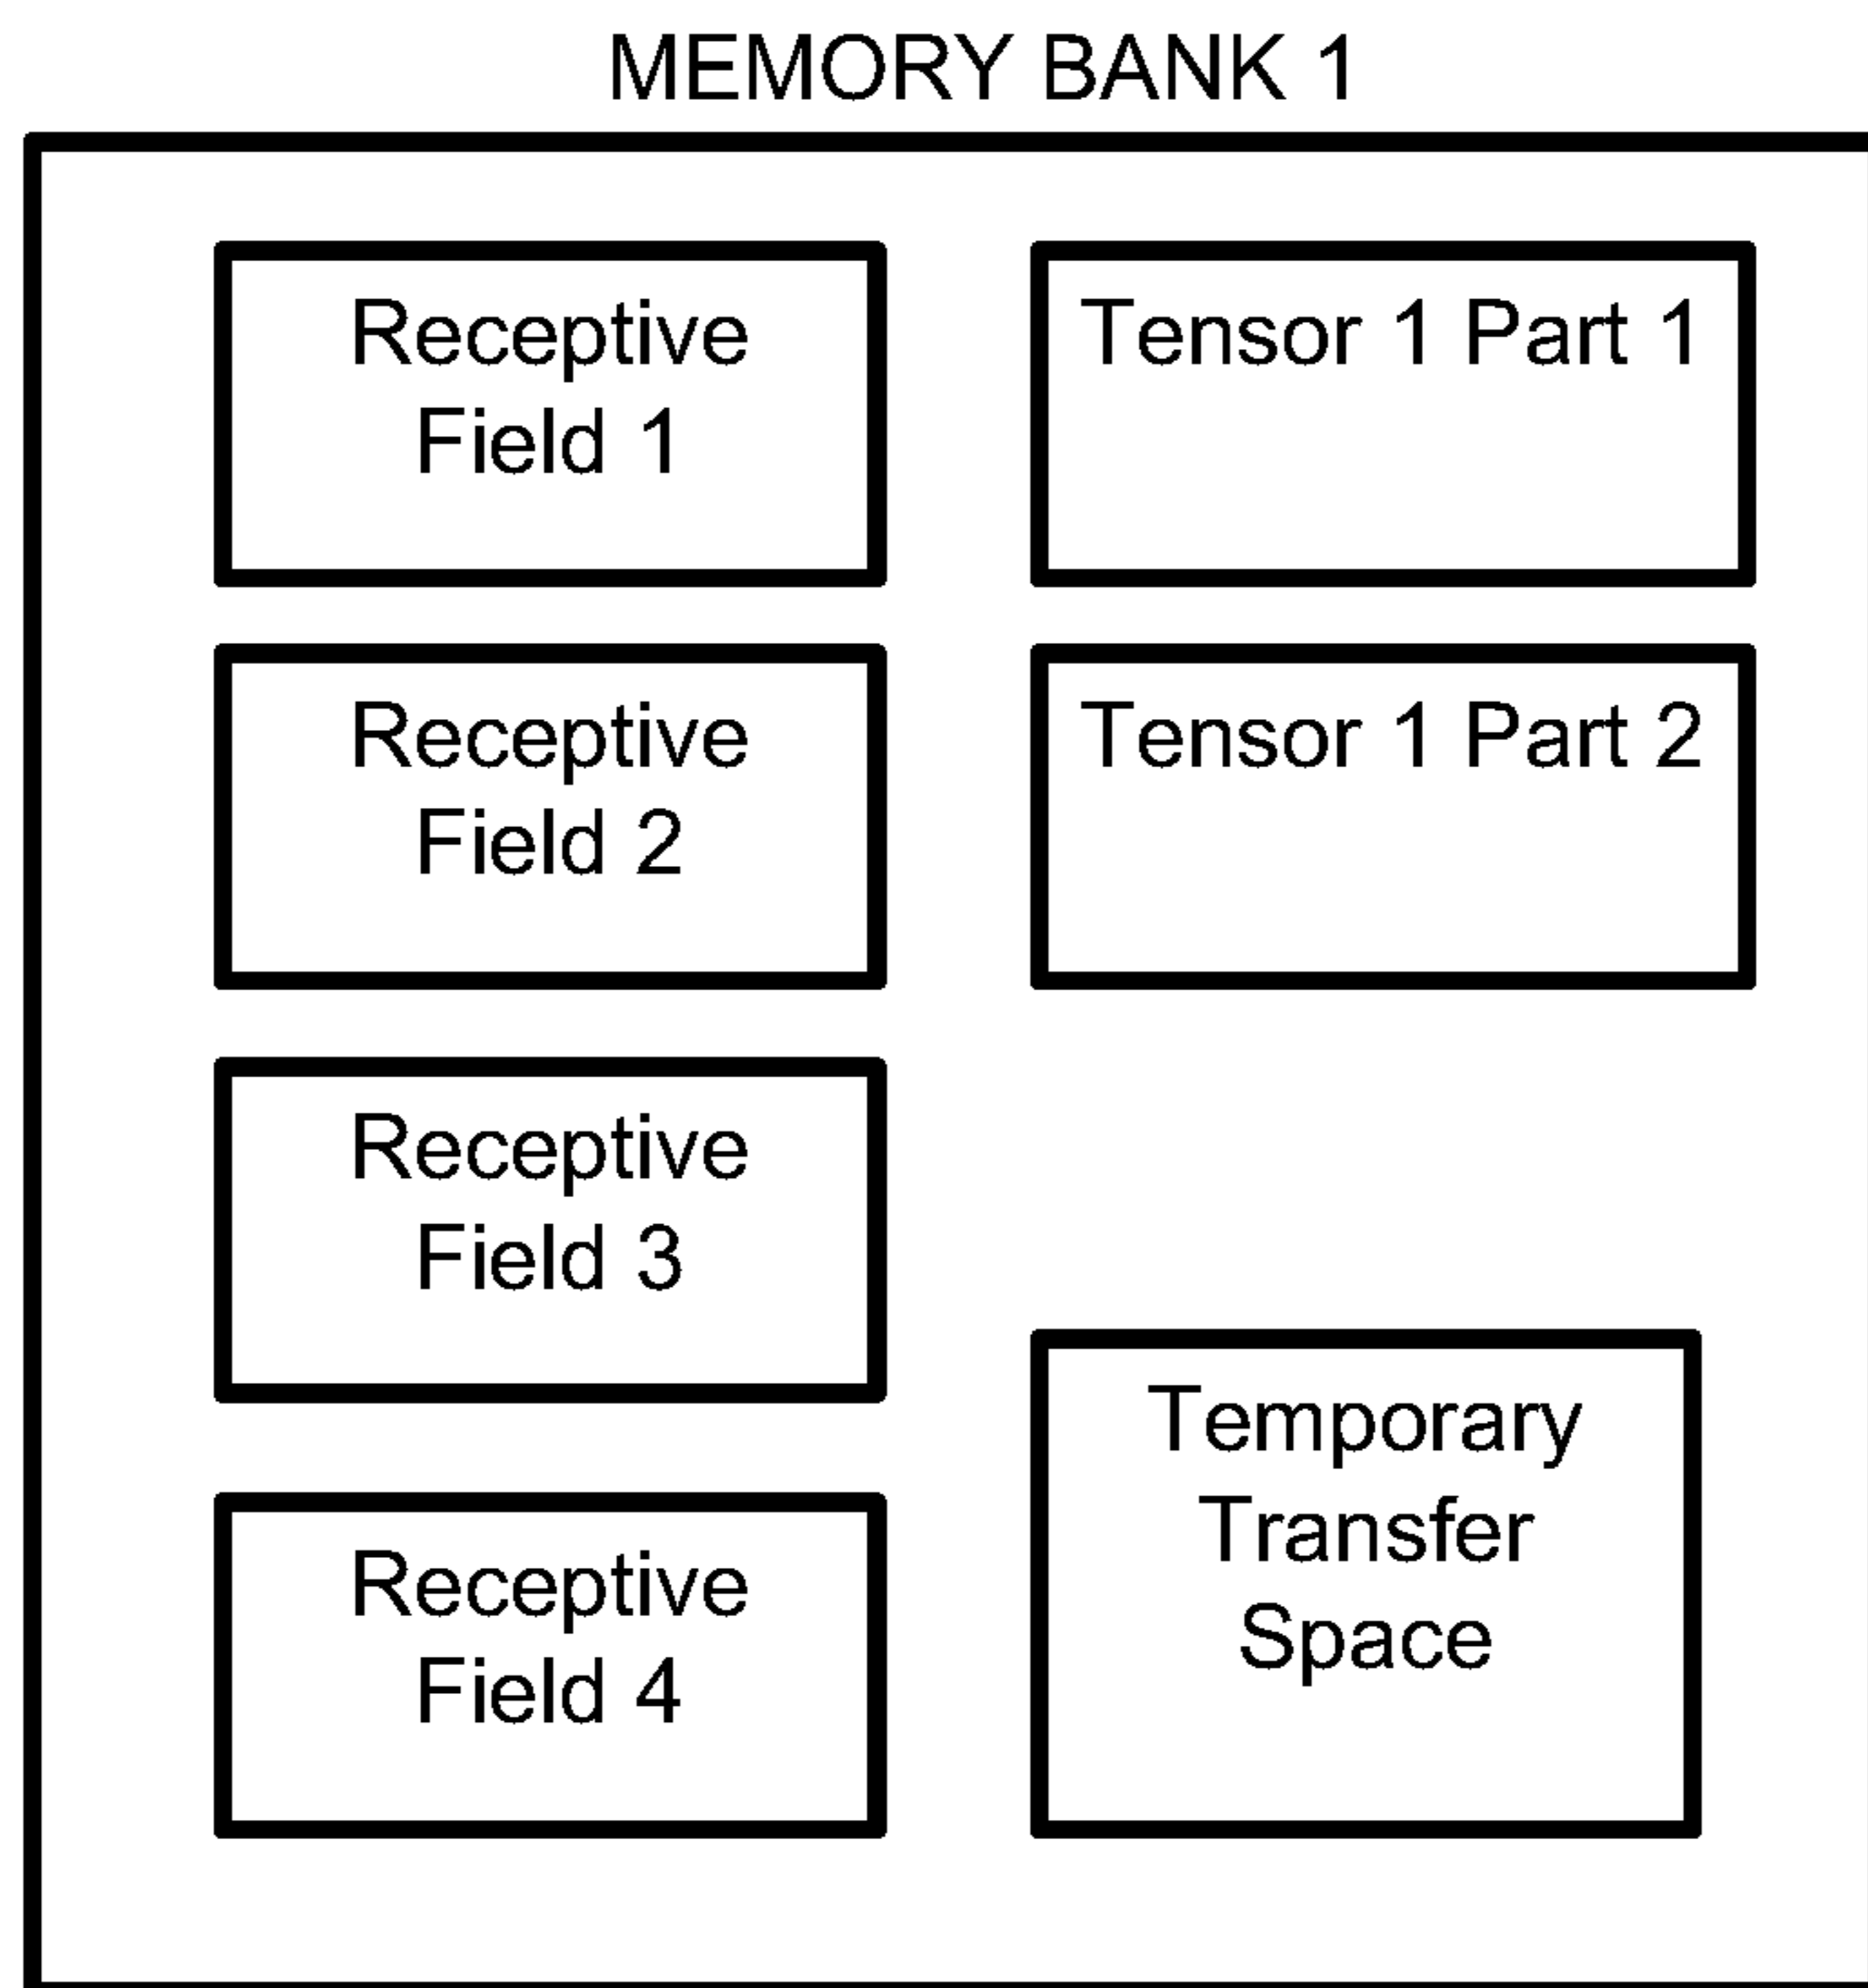 MEMORY BANK 1
Receptive
Field 1
Tensor 1 Part 1
Receptive
Field 2
Tensor 1 Part 2
Receptive
Field 3
Receptive
Field 4
Temporary
Transfer
Space